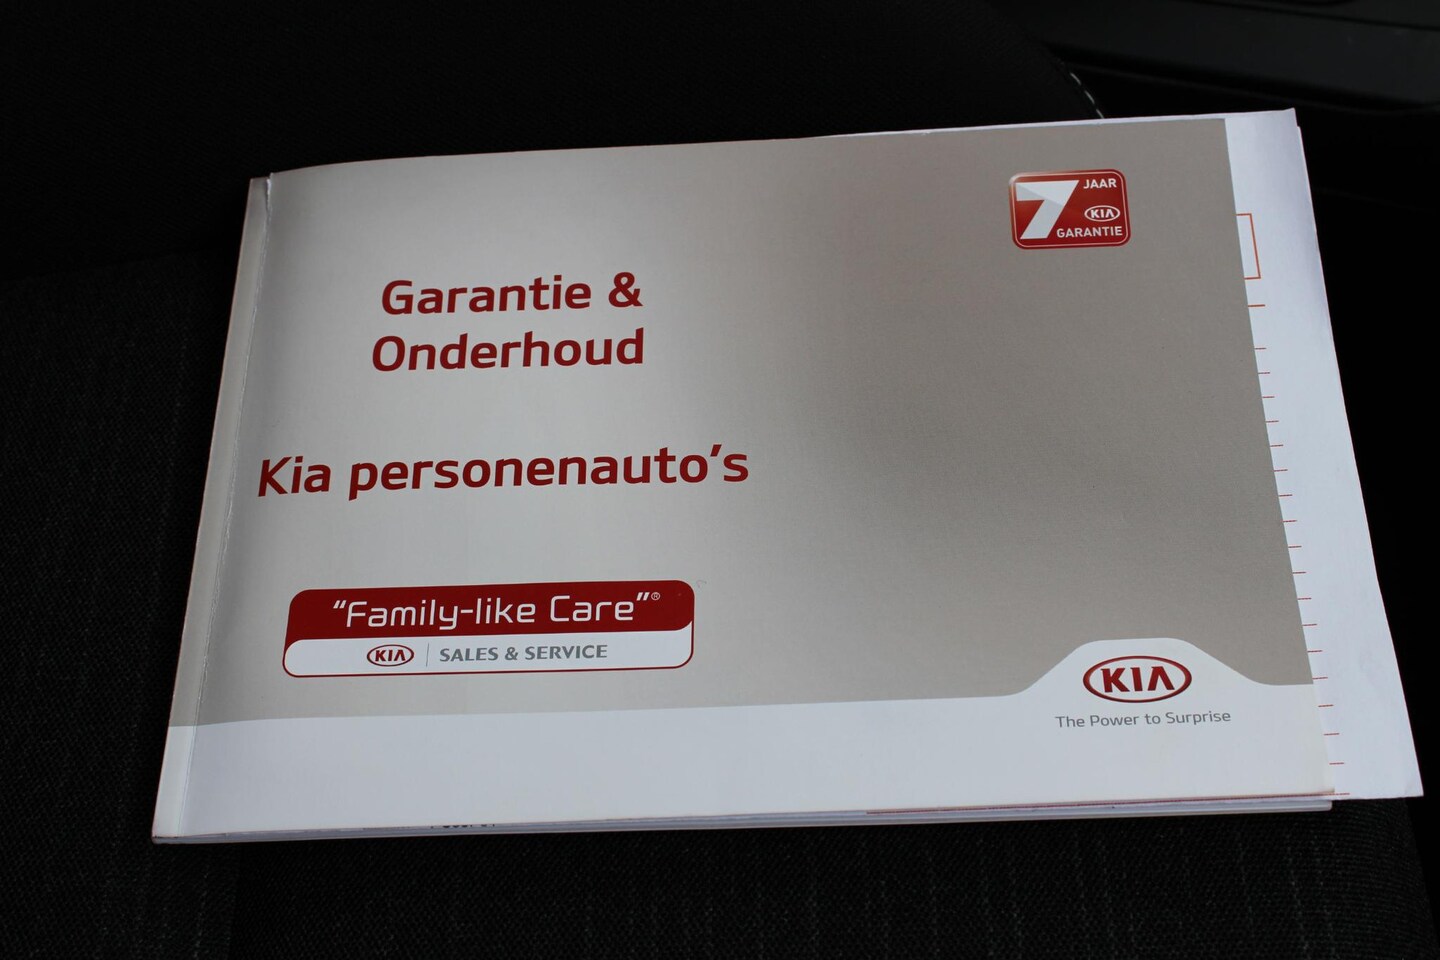 7 JAAR
KIA
GARANTIE
Garantie &
Onderhoud
Kia personenauto's
"Family-like Care"®
KIA SALES & SERVICE
KIA
The Power to Surprise